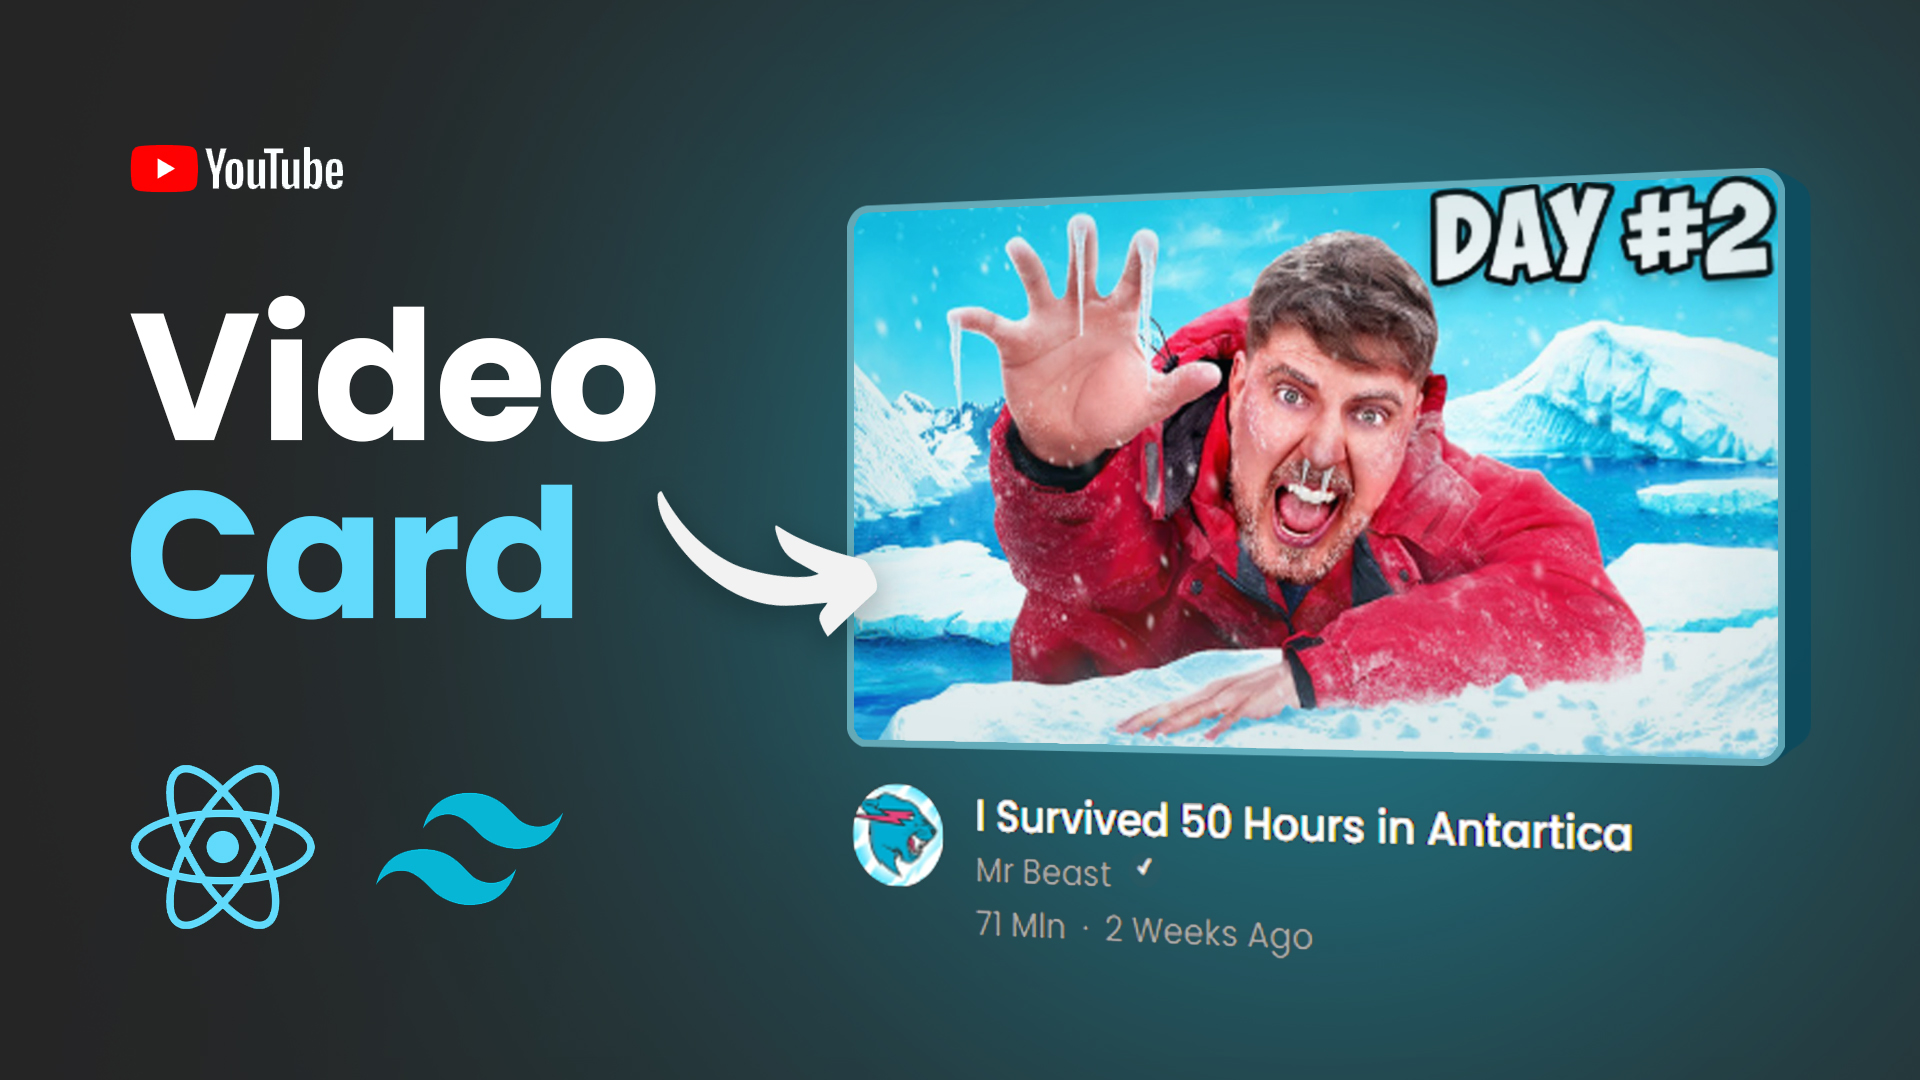 YouTube
Video
Card
DAY #2
I Survived 50 Hours in Antartica
Mr Beast
71 Mln · 2 Weeks Ago